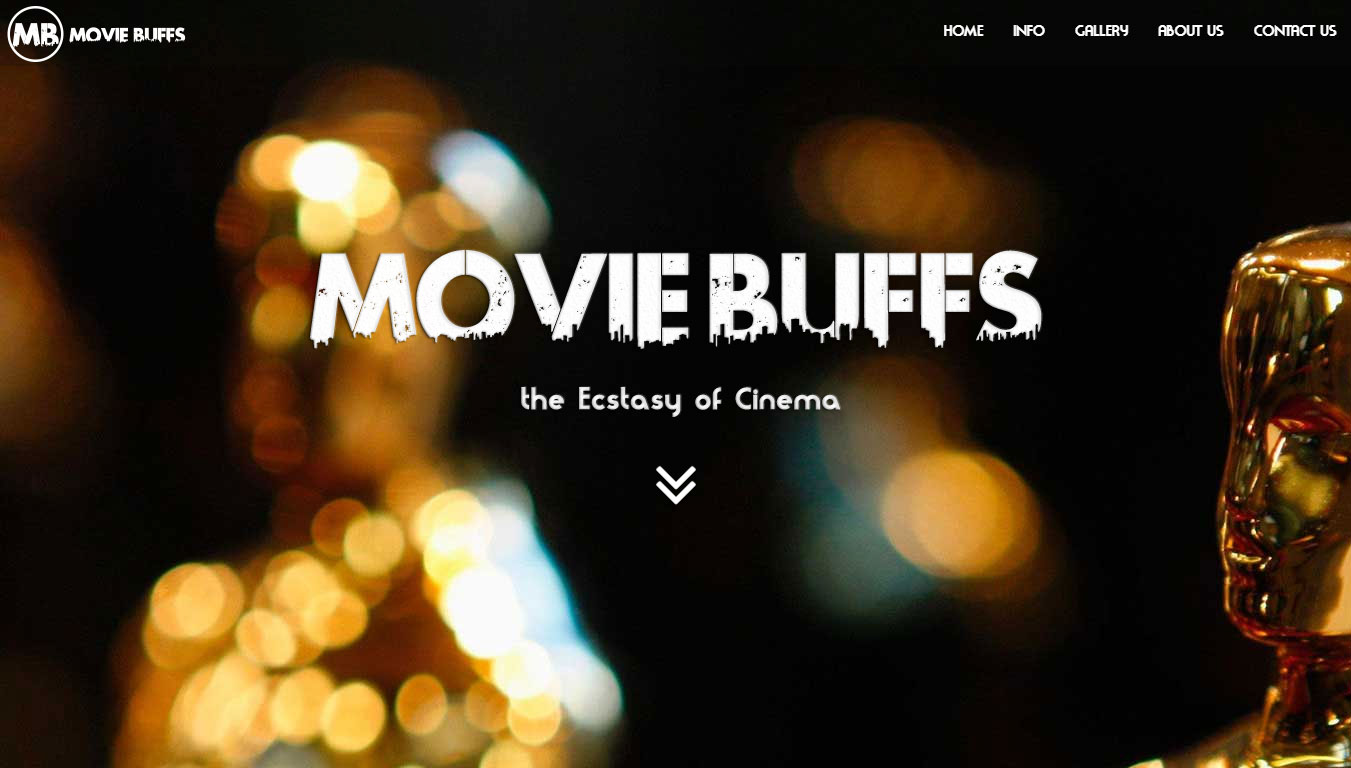 MB MOVIE BUFFS
HOME INFO GALLERY ABOUT US CONTACT US
MOVIE BUFFS
the Ecstasy of Cinema